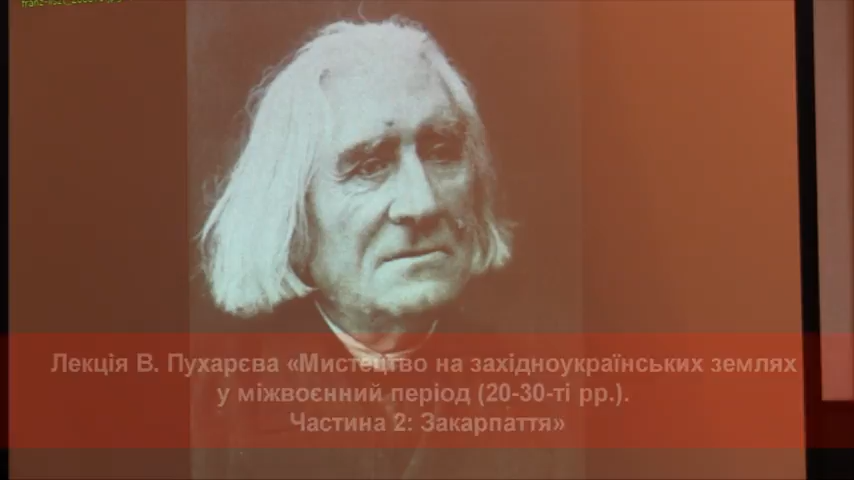 Лекція В. Пухарєва «Мистецтво на західноукраїнських землях
у міжвоєнний період (20-30-ті рр.).
Частина 2: Закарпаття»